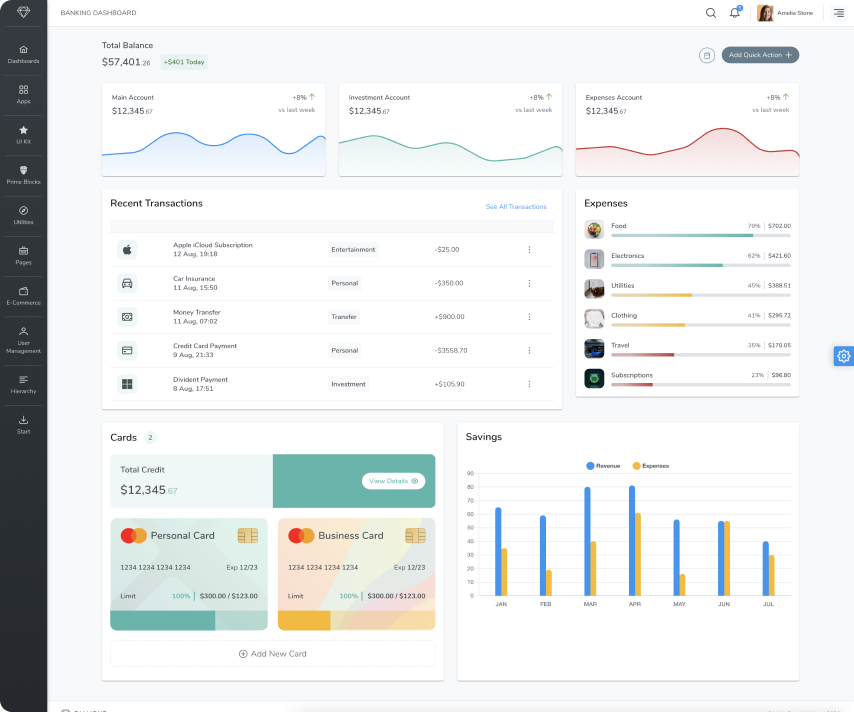 BANKING DASHBOARD
Amelia Stone
Dashboards
Apps
UI Kit
Prime Blocks
Utilities
Pages
E-Commerce
User
Management
Hierarchy
Start
Total Balance
$57,401.26 +$401 Today
Add Quick Action
Main Account +8%
$12,345.67 vs last week
Investment Account +8%
$12,345.67 vs last week
Expenses Account +8%
$12,345.67 vs last week
Recent Transactions See All Transactions
Apple iCloud Subscription
12 Aug, 19:18 Entertainment -$25.00
Car Insurance
11 Aug, 15:50 Personal -$350.00
Money Transfer
11 Aug, 07:02 Transfer +$900.00
Credit Card Payment
9 Aug, 21:33 Personal -$3558.70
Divident Payment
8 Aug, 17:51 Investment +$105.90
Expenses
Food 79% $702.00
Electronics 62% $421.60
Utilities 45% $388.51
Clothing 41% $295.72
Travel 35% $170.05
Subscriptions 23% $96.80
Cards 2
Total Credit
$12,345.67
View Details
Personal Card
1234 1234 1234 1234 Exp 12/23
Limit 100% $300.00 / $123.00
Business Card
1234 1234 1234 1234 Exp 12/23
Limit 100% $300.00 / $123.00
Add New Card
Savings
Revenue Expenses
90
80
70
60
50
40
30
20
10
0
JAN FEB MAR APR MAY JUN JUL